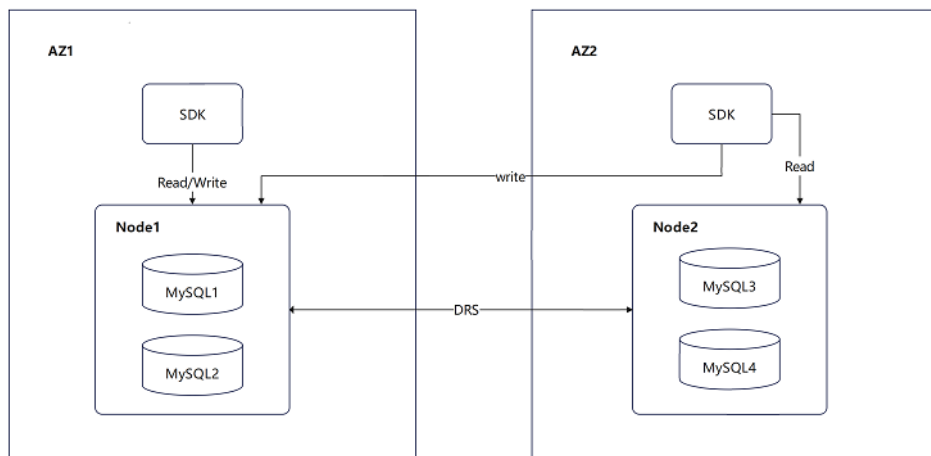 AZ1
AZ2
SDK
SDK
Read/Write
write
Read
Node1
Node2
MySQL1
MySQL3
DRS
MySQL2
MySQL4